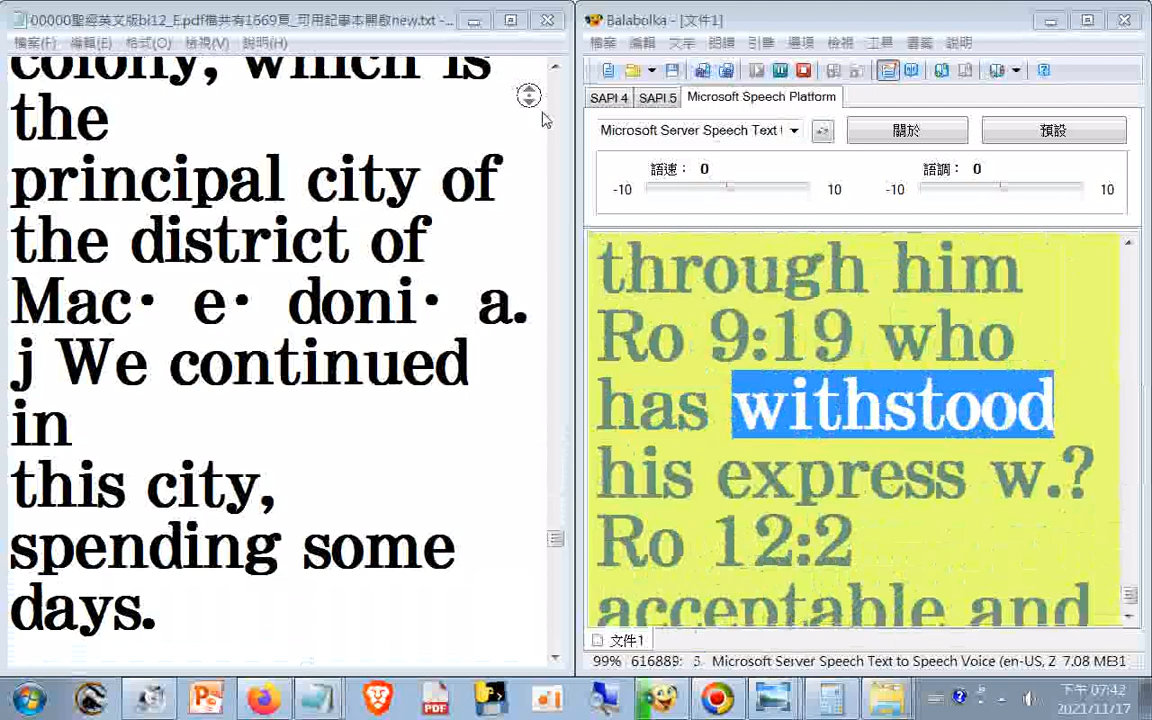 00000聖經英文版bi12_E.pdf檔共有1669頁_可用記事本開啟new.txt -...
檔案(F) 編輯(E) 格式(O) 檢視(V) 說明(H)
colony, which is
the
principal city of
the district of
Mac· e· doni· a.
j We continued
in
this city,
spending some
days.
Balabolka - [文件1]
檔案 編輯 文字 朗讀 引擎 選項 檢視 工具 書籤 說明
SAPI 4 SAPI 5 Microsoft Speech Platform
Microsoft Server Speech Text 關於 預設
語速: 0 語調: 0
-10 10 -10 10
through him
Ro 9:19 who
has withstood
his express w.?
Ro 12:2
acceptable and
文件1
99% 616889: Microsoft Server Speech Text to Speech Voice (en-US, Z 7.08 MB
PDF
下午 07:42
2021/11/17